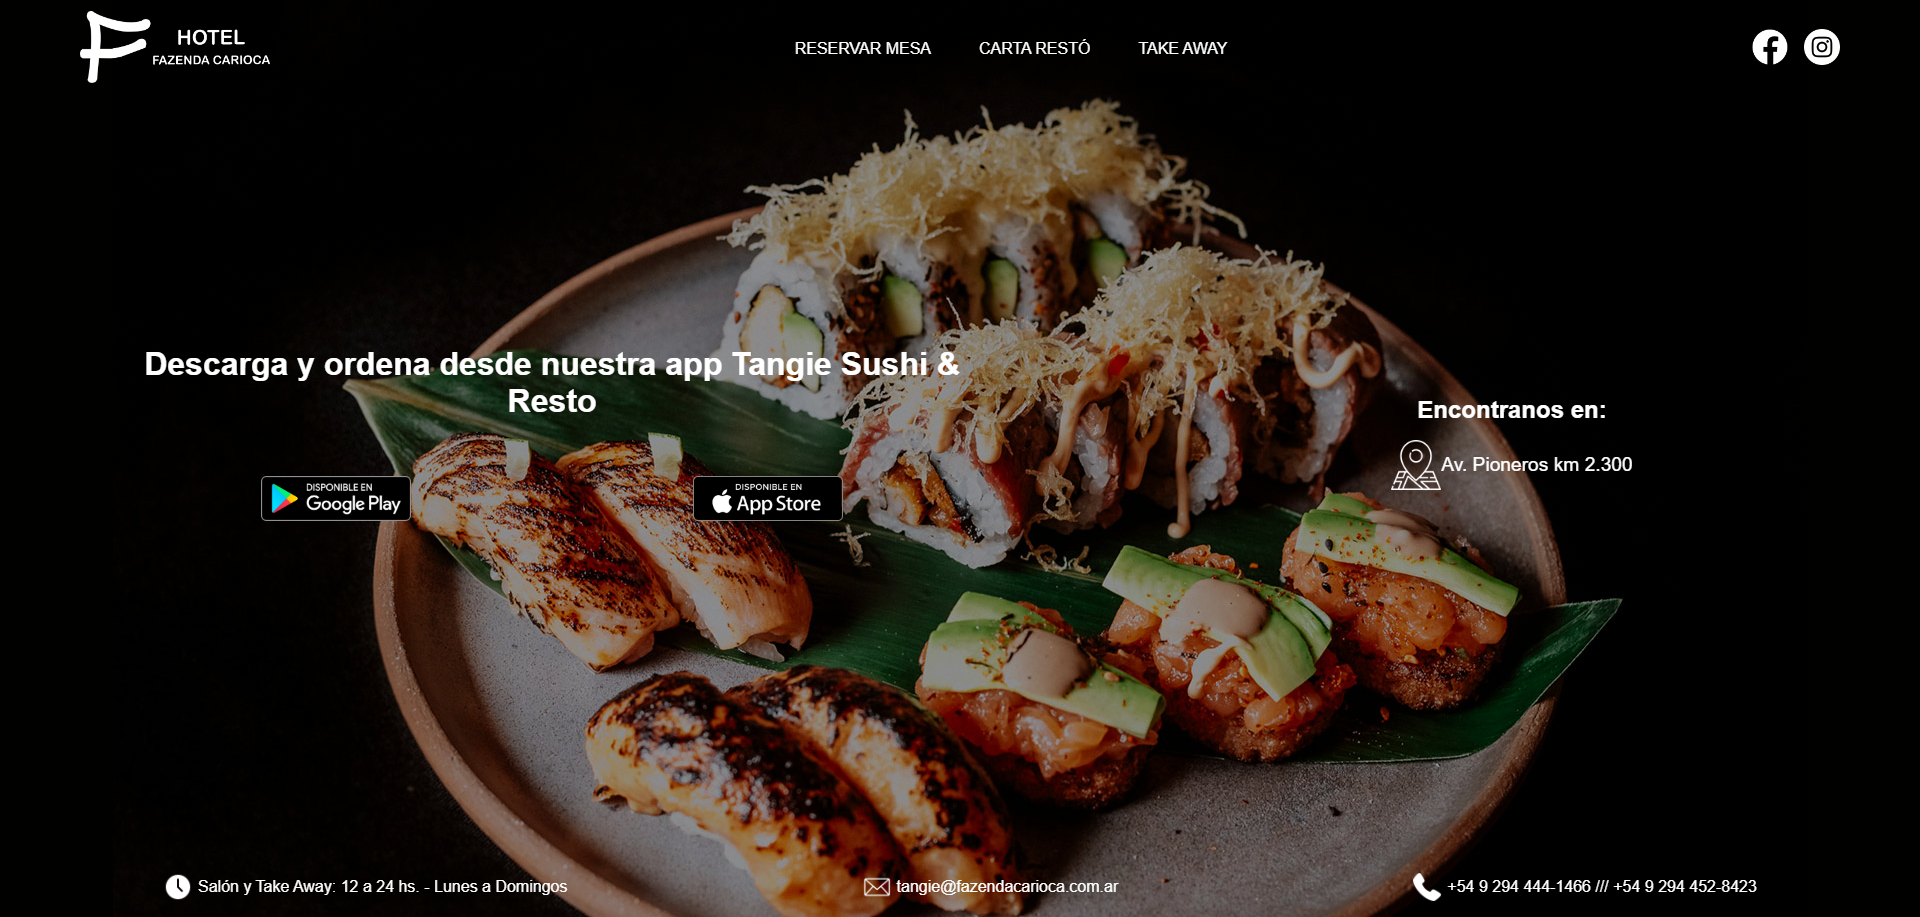 HOTEL
FAZENDA CARIOCA
RESERVAR MESA
CARTA RESTÓ
TAKE AWAY
Descarga y ordena desde nuestra app Tangie Sushi &
Resto
DISPONIBLE EN
Google Play
DISPONIBLE EN
App Store
Encontranos en:
Av. Pioneros km 2.300
Salón y Take Away: 12 a 24 hs. - Lunes a Domingos
tangie@fazendacarioca.com.ar
+54 9 294 444-1466 /// +54 9 294 452-8423